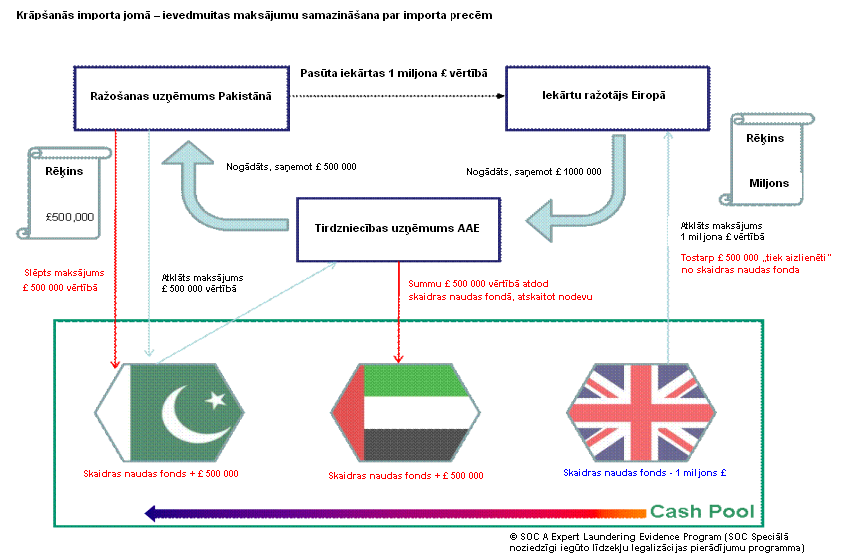 Krāpšanās importa jomā – ievedmuitas maksājumu samazināšana par importa precēm
Pasūta iekārtas 1 miljona £ vērtībā
Ražošanas uzņēmums Pakistānā
Iekārtu ražotājs Eiropā
Rēķins
£500,000
Nogādāts, saņemot £ 500 000
Nogādāts, saņemot £ 1000 000
Rēķins
Miljons
Tirdzniecības uzņēmums AAE
Slēpts maksājums
£ 500 000 vērtībā
Atklāts maksājums
£ 500 000 vērtībā
Summu £ 500 000 vērtībā atdod
skaidras naudas fondā, atskaitot nodevu
Atklāts maksājums
1 miljona £ vērtībā
Tostarp £ 500 000 „tiek aizlienēti”
no skaidras naudas fonda
Skaidras naudas fonds + £ 500 000
Skaidras naudas fonds + £ 500 000
Skaidras naudas fonds - 1 miljons £
Cash Pool
© SOC A Expert Laundering Evidence Program (SOC Speciālā
noziedzīgi iegūto līdzekļu legalizācijas pierādījumu programma)